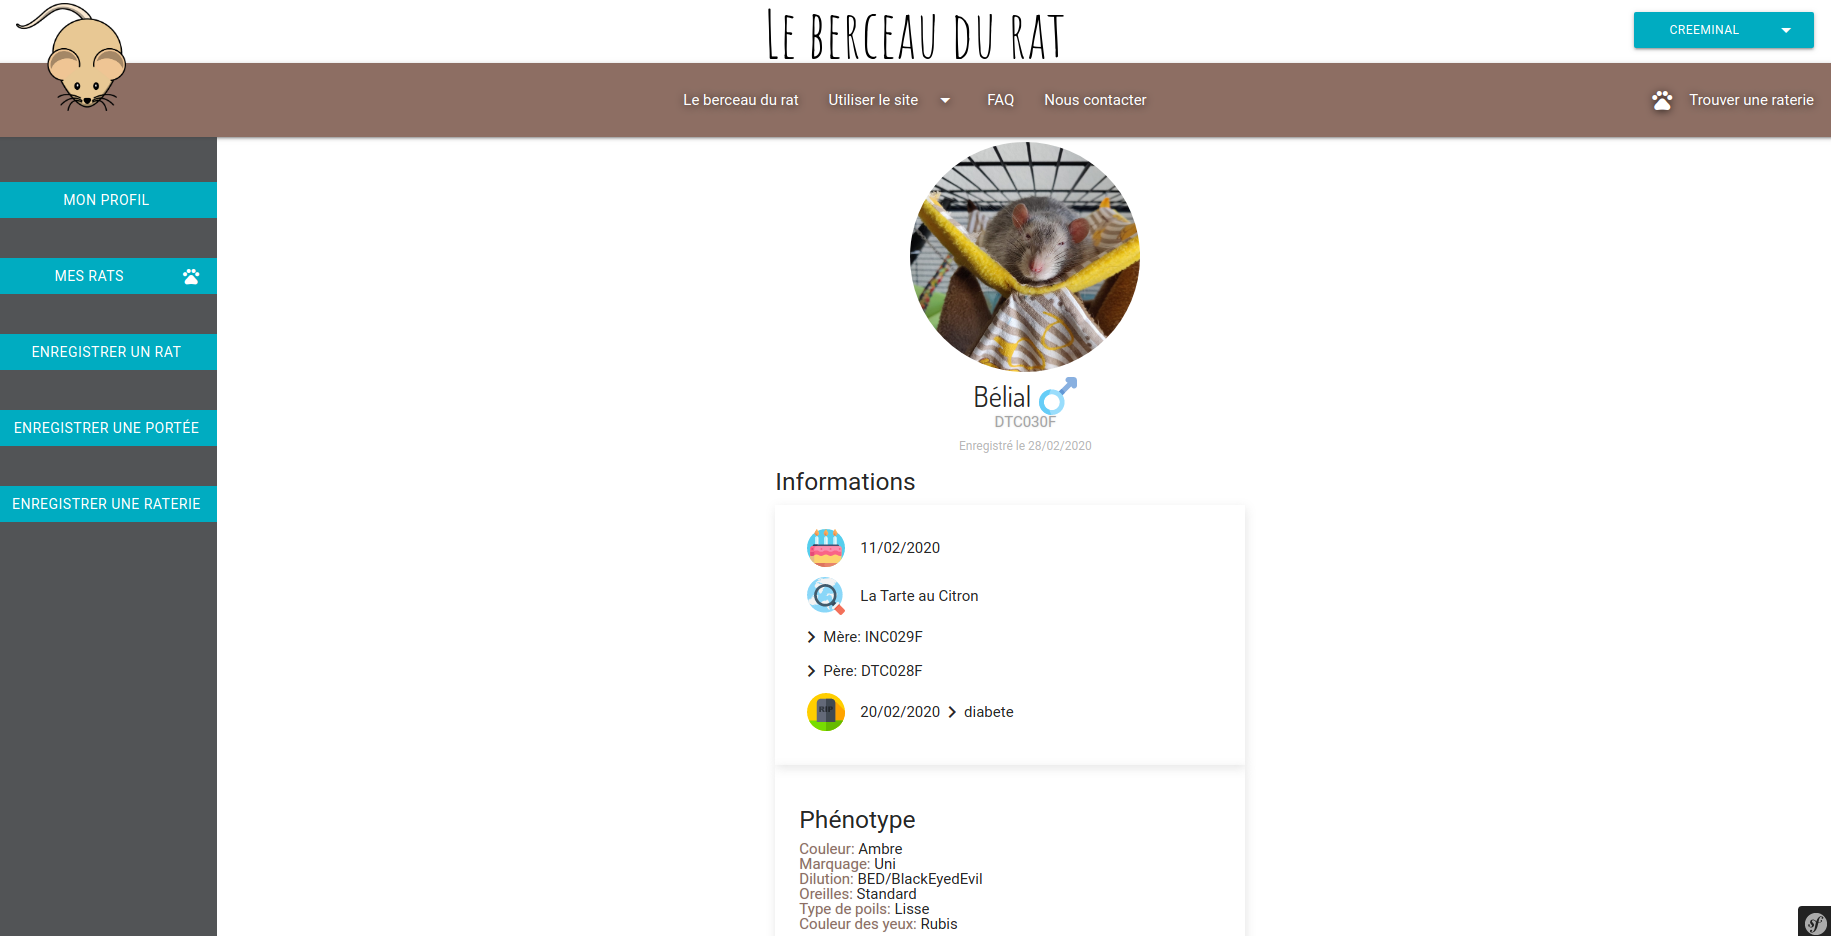 Le berceau du rat
CREEMINAL
Le berceau du rat
Utiliser le site
FAQ
Nous contacter
Trouver une raterie
MON PROFIL
MES RATS
ENREGISTRER UN RAT
ENREGISTRER UNE PORTÉE
ENREGISTRER UNE RATERIE
Bélial
DTC030F
Enregistré le 28/02/2020
Informations
11/02/2020
La Tarte au Citron
Mère: INC029F
Père: DTC028F
RIP
20/02/2020 > diabete
Phénotype
Couleur: Ambre
Marquage: Uni
Dilution: BED/BlackEyedEvil
Oreilles: Standard
Type de poils: Lisse
Couleur des yeux: Rubis
sf